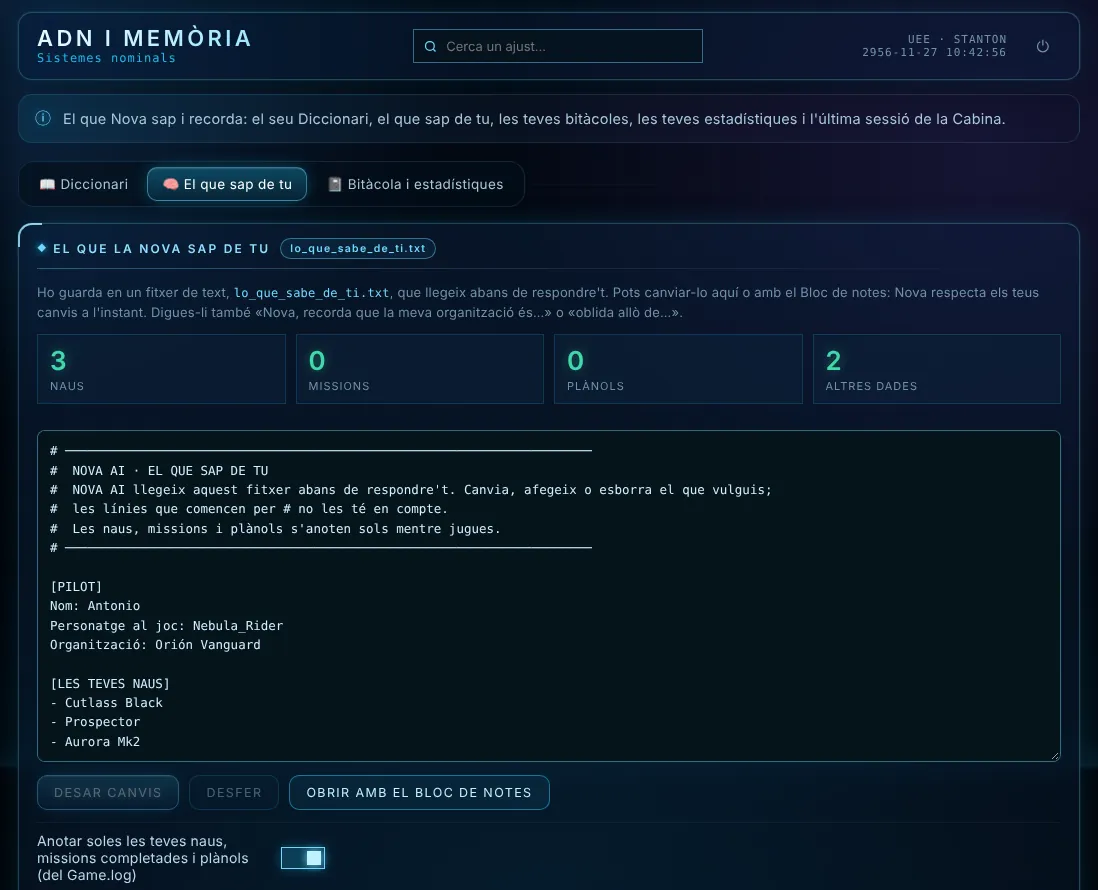 ADN I MEMÒRIA
Sistemes nominals
Cerca un ajust...
UEE · STANTON
2956-11-27 10:42:56
El que Nova sap i recorda: el seu Diccionari, el que sap de tu, les teves bitàcoles, les teves estadístiques i l'última sessió de la Cabina.
Diccionari
El que sap de tu
Bitàcola i estadístiques
EL QUE LA NOVA SAP DE TU
lo_que_sabe_de_ti.txt
Ho guarda en un fitxer de text, lo_que_sabe_de_ti.txt, que llegeix abans de respondre't. Pots canviar-lo aquí o amb el Bloc de notes: Nova respecta els teus
canvis a l'instant. Digues-li també «Nova, recorda que la meva organització és...» o «oblida allò de...».
3
NAUS
0
MISSIONS
0
PLÀNOLS
2
ALTRES DADES
# ──────────────────────────────────────────────────────────────────────
#  NOVA AI · EL QUE SAP DE TU
#  NOVA AI llegeix aquest fitxer abans de respondre't. Canvia, afegeix o esborra el que vulguis;
#  les línies que comencen per # no les té en compte.
#  Les naus, missions i plànols s'anoten sols mentre jugues.
# ──────────────────────────────────────────────────────────────────────
[PILOT]
Nom: Antonio
Personatge al joc: Nebula_Rider
Organització: Orión Vanguard
[LES TEVES NAUS]
- Cutlass Black
- Prospector
- Aurora Mk2
DESAR CANVIS
DESFER
OBRIR AMB EL BLOC DE NOTES
Anotar soles les teves naus,
missions completades i plànols
(del Game.log)